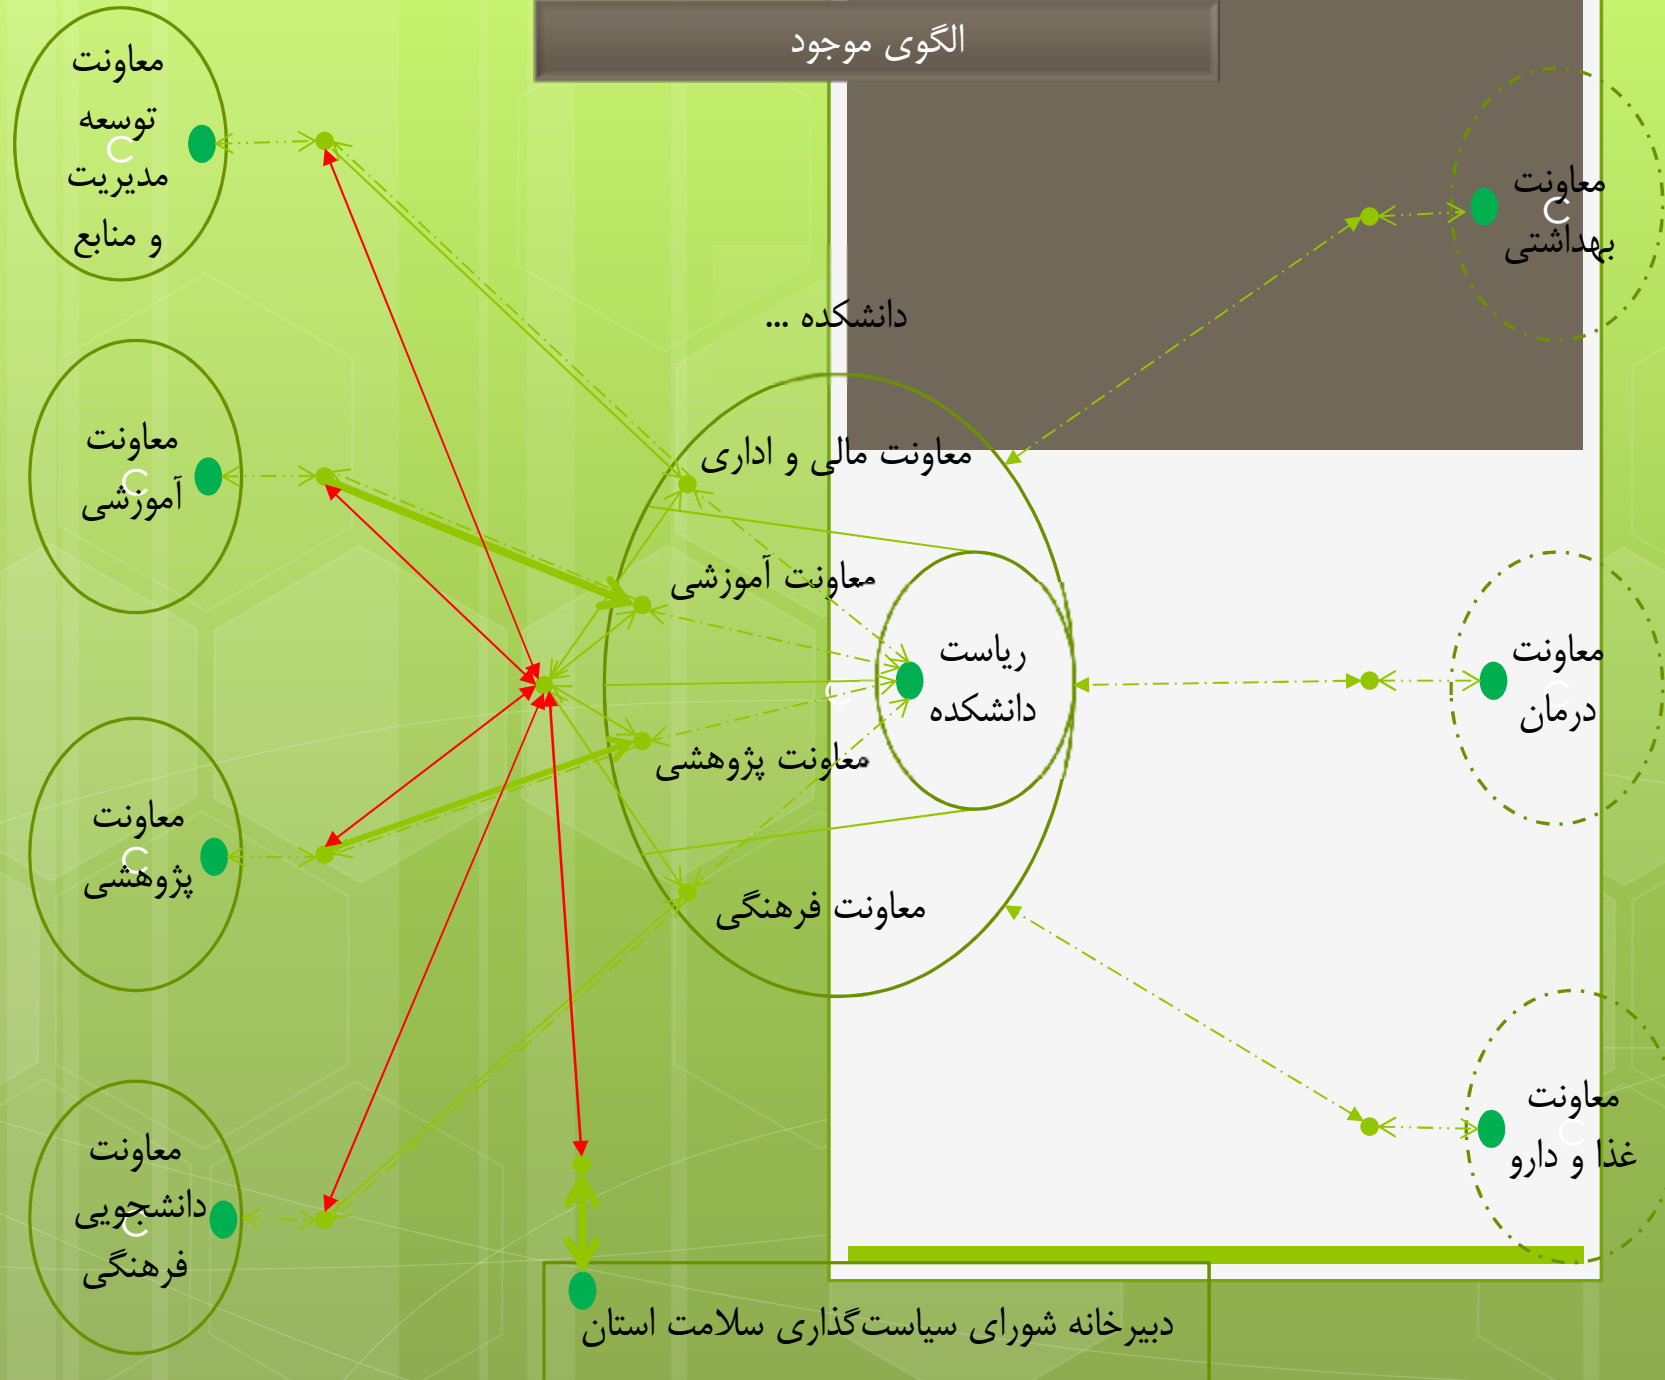 الگوی موجود
معاونت
توسعه
مدیریت
و منابع
معاونت
بهداشتی
دانشکده ...
معاونت
آموزشی
معاونت مالی و اداری
معاونت آموزشی
ریاست
دانشکده
معاونت پژوهشی
معاونت فرهنگی
معاونت
درمان
معاونت
پژوهشی
معاونت
دانشجویی
فرهنگی
معاونت
غذا و دارو
دبیرخانه شورای سیاست‌گذاری سلامت استان